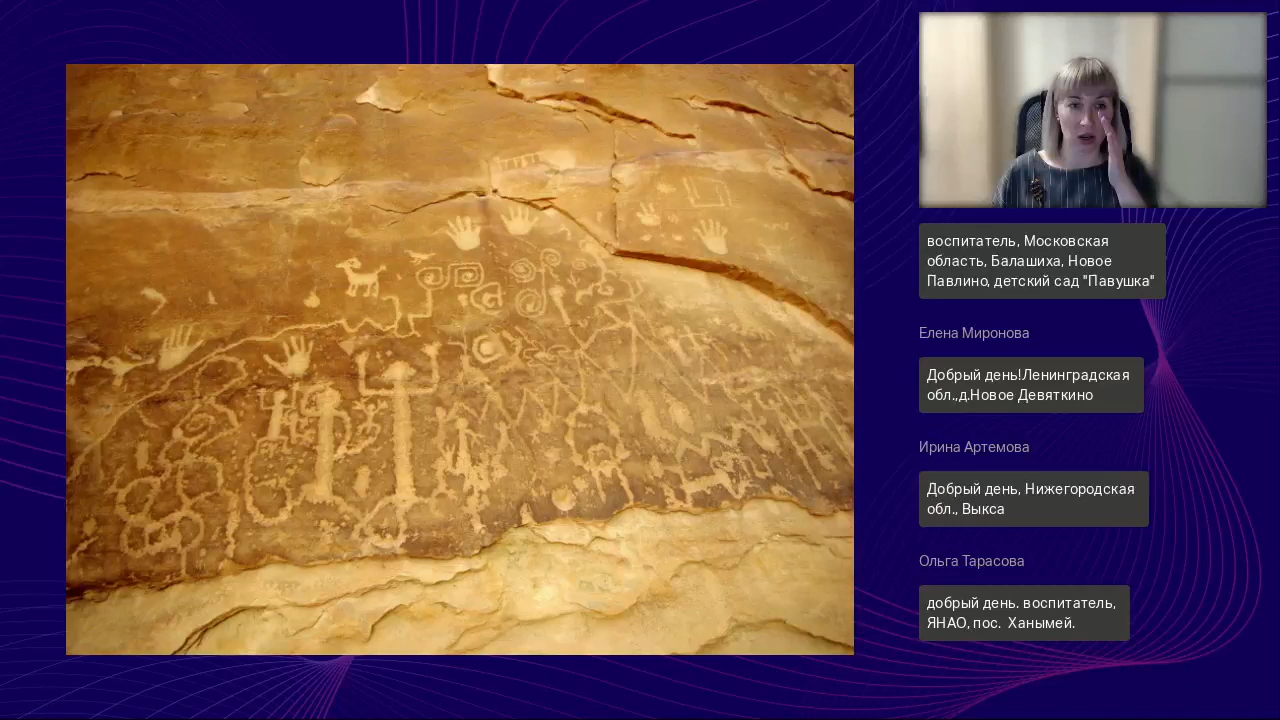 воспитатель, Московская
область, Балашиха, Новое
Павлино, детский сад "Павушка"
Елена Миронова
Добрый день!Ленинградская
обл.,д.Новое Девяткино
Ирина Артемова
Добрый день, Нижегородская
обл., Выкса
Ольга Тарасова
добрый день. воспитатель,
ЯНАО, пос. Ханымей.